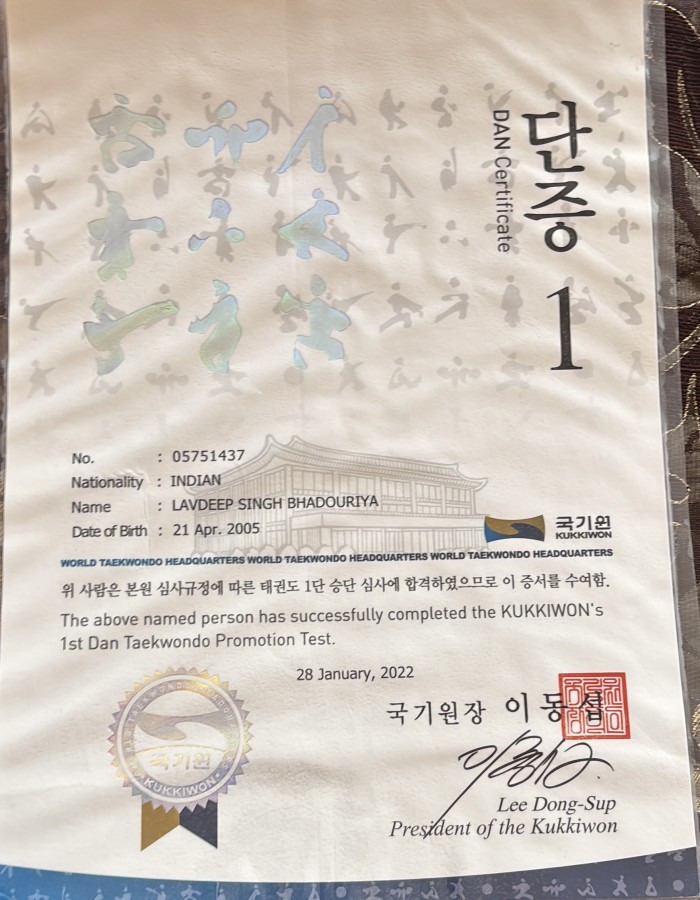 단증
DAN Certificate
1
No. : 05751437
Nationality : INDIAN
Name : LAVDEEP SINGH BHADOURIYA
Date of Birth : 21 Apr. 2005
국기원
KUKKIWON
WORLD TAEKWONDO HEADQUARTERS WORLD TAEKWONDO HEADQUARTERS WORLD TAEKWONDO HEADQUARTERS
위 사람은 본원 심사규정에 따른 태권도 1단 승단 심사에 합격하였으므로 이 증서를 수여함.
The above named person has successfully completed the KUKKIWON's
1st Dan Taekwondo Promotion Test.
28 January, 2022
국기원장 이동섭
Lee Dong-Sup
President of the Kukkiwon
국기원
KUKKIWON